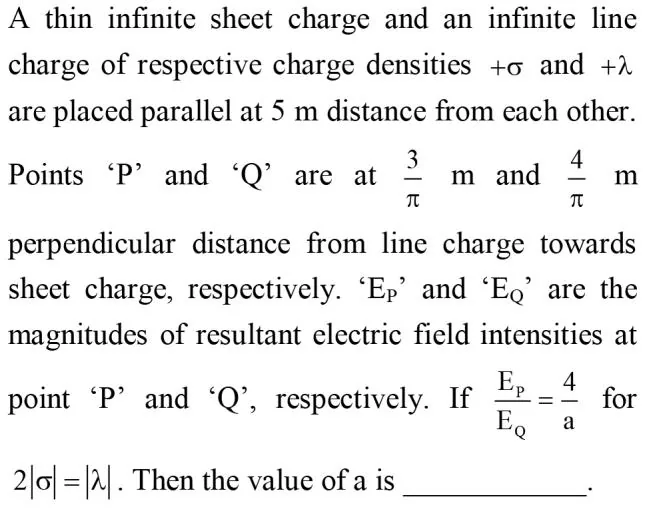 A thin infinite sheet charge and an infinite line
charge of respective charge densities +σ and +λ
are placed parallel at 5 m distance from each other.
Points ‘P’ and ‘Q’ are at 3/π m and 4/π m
perpendicular distance from line charge towards
sheet charge, respectively. ‘E_P’ and ‘E_Q’ are the
magnitudes of resultant electric field intensities at
point ‘P’ and ‘Q’, respectively. If E_P/E_Q = 4/a for
2|σ| = |λ|. Then the value of a is ____________.